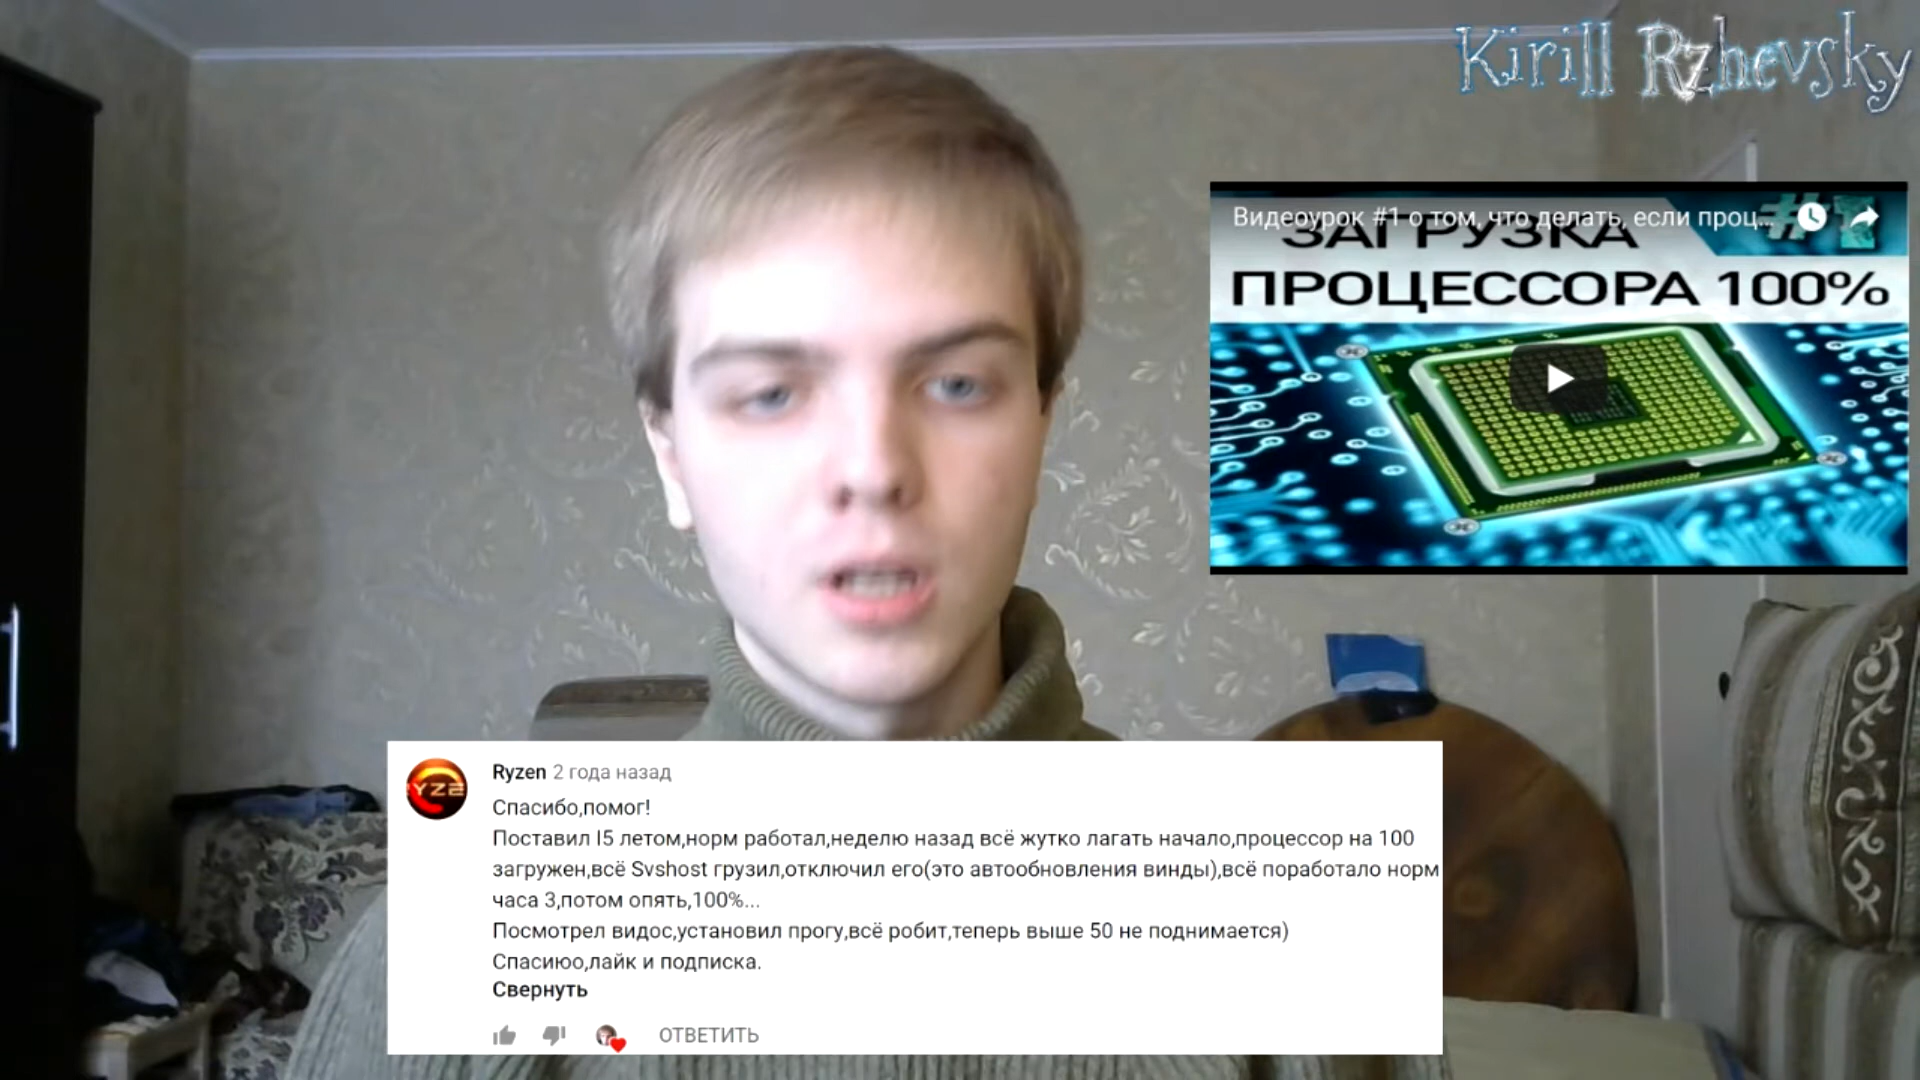 Kirill Rzhevsky
Видеоурок #1 о том, что делать, если проц...
#1
ЗАГРУЗКА
ПРОЦЕССОРА 100%
YZE
Ryzen 2 года назад
Спасибо,помог!
Поставил I5 летом,норм работал,неделю назад всё жутко лагать начало,процессор на 100
загружен,всё Svshost грузил,отключил его(это автообновления винды),всё поработало норм
часа 3,потом опять,100%...
Посмотрел видос,установил прогу,всё робит,теперь выше 50 не поднимается)
Спасиюо,лайк и подписка.
Свернуть
ОТВЕТИТЬ